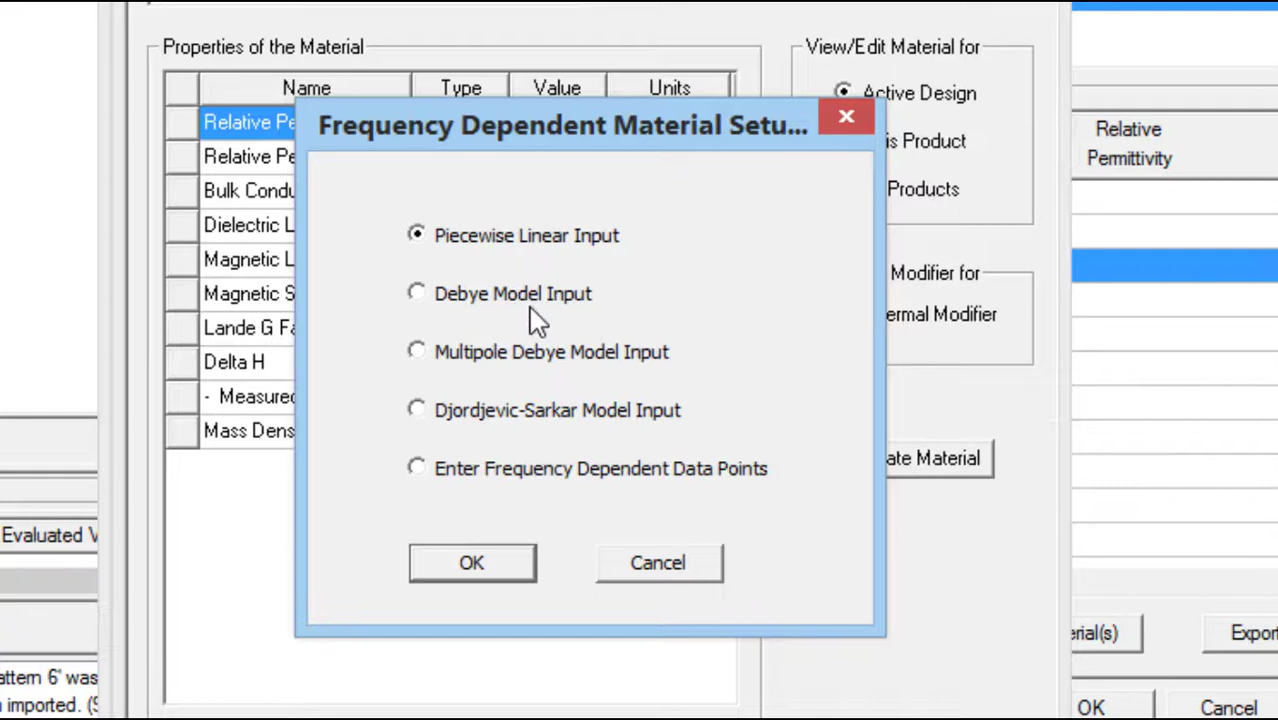 Properties of the Material
View/Edit Material for
Name Type Value Units
Active Design
Relative Pe
Frequency Dependent Material Setu...
is Product
Relative Pe
Products
Bulk Condu
Dielectric L
Magnetic L
Modifier for
Magnetic S
ermal Modifier
Lande G Fa
Delta H
- Measured
Mass Dens
ate Material
Piecewise Linear Input
Debye Model Input
Multipole Debye Model Input
Djordjevic-Sarkar Model Input
Enter Frequency Dependent Data Points
OK Cancel
Relative
Permittivity
Evaluated V
erial(s)
Export
attern 6' was
imported. (S
OK Cancel